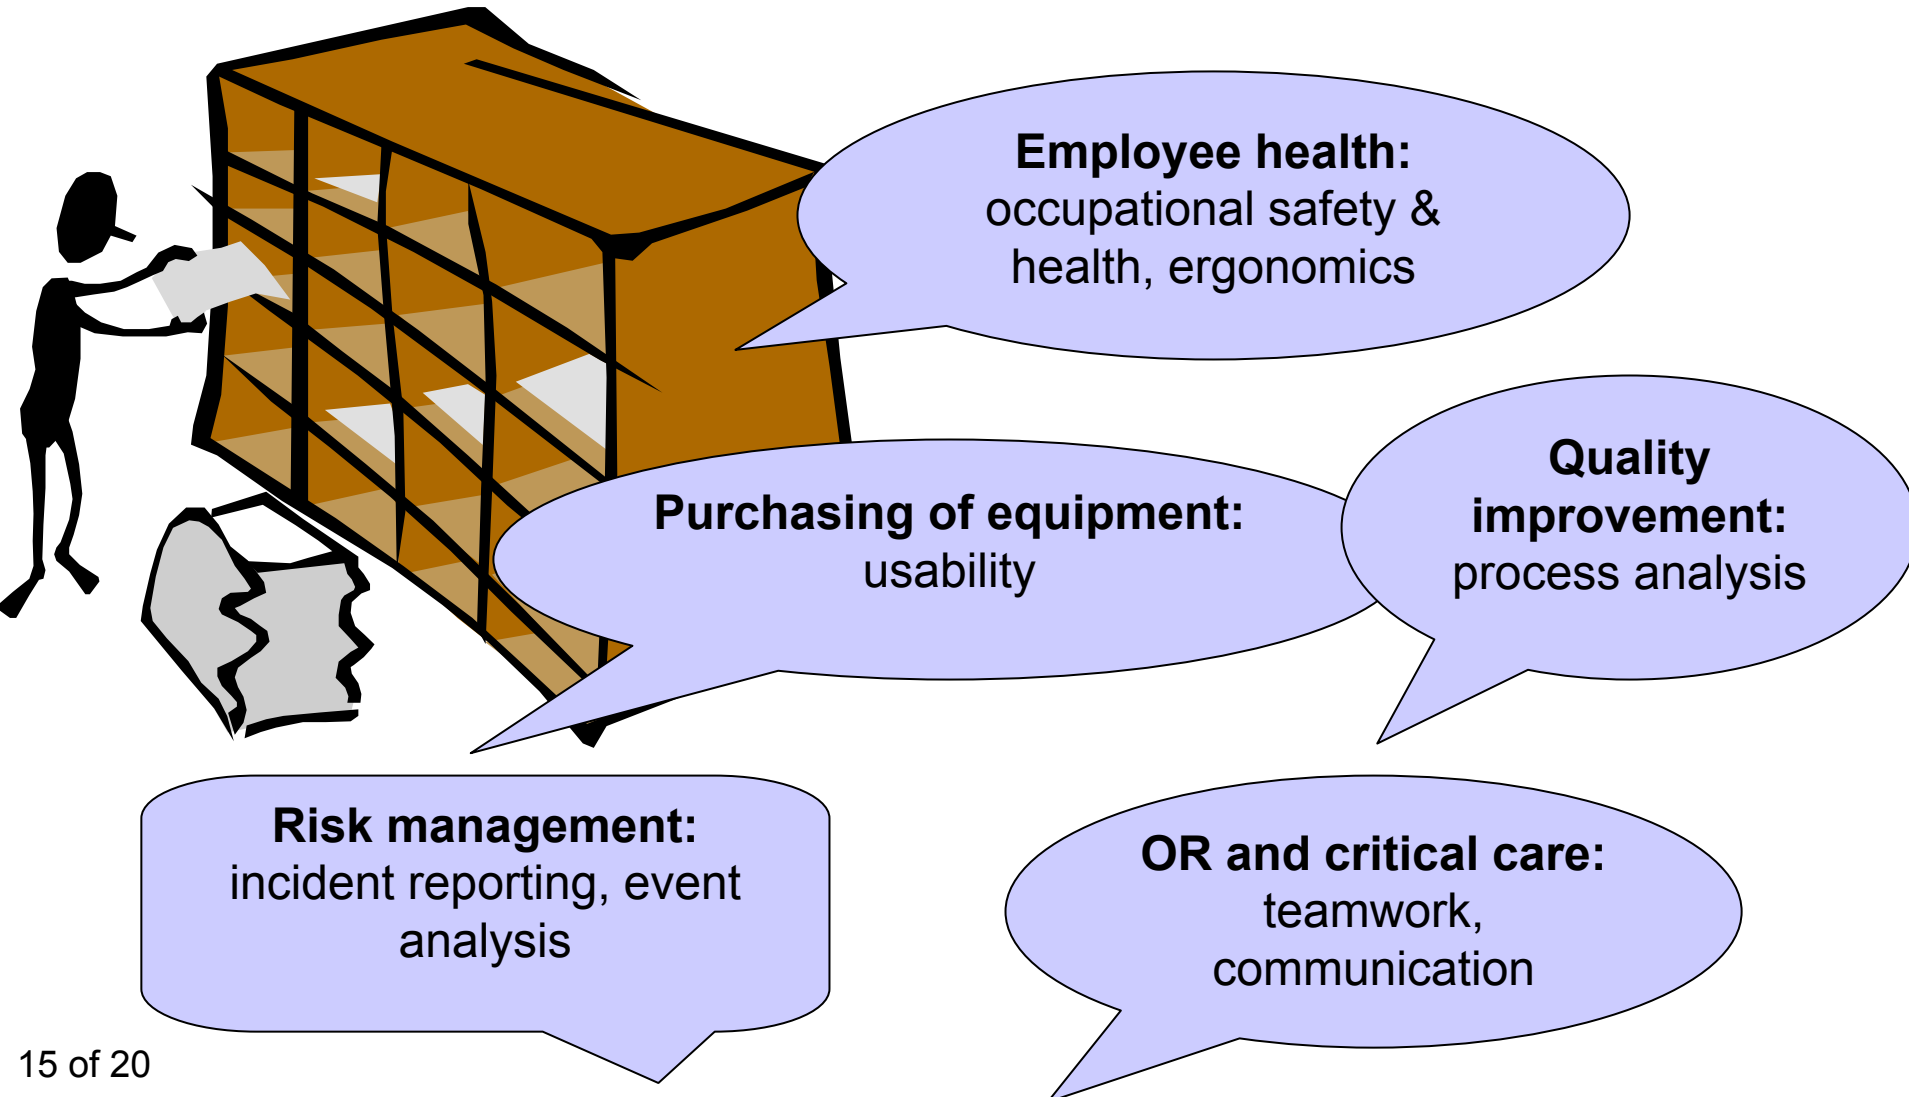 Employee health:
occupational safety &
health, ergonomics
Purchasing of equipment:
usability
Quality
improvement:
process analysis
Risk management:
incident reporting, event
analysis
OR and critical care:
teamwork,
communication
15 of 20